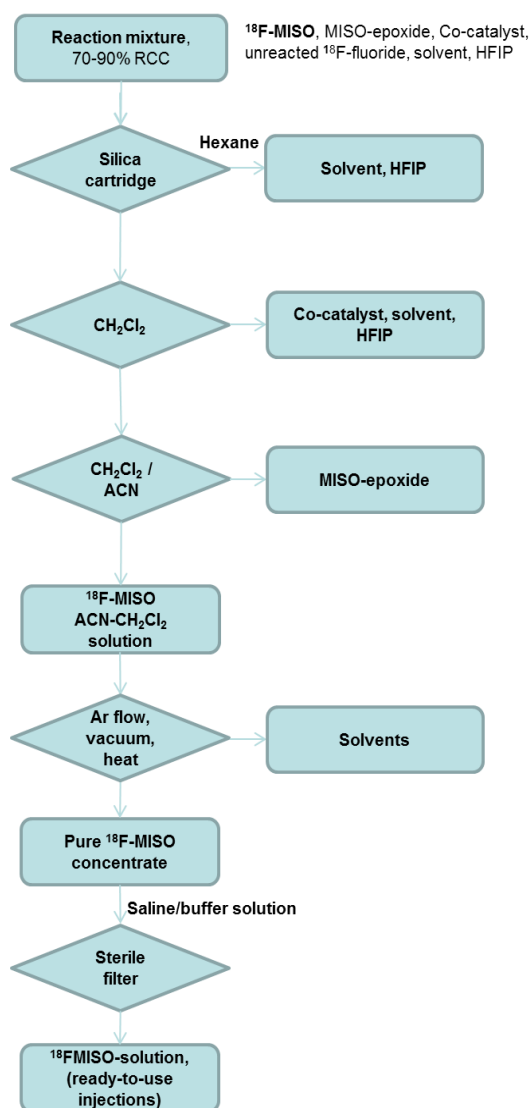 Reaction mixture,
70-90% RCC
¹⁸F-MISO, MISO-epoxide, Co-catalyst,
unreacted ¹⁸F-fluoride, solvent, HFIP
Silica
cartridge
Hexane
Solvent, HFIP
CH₂Cl₂
Co-catalyst, solvent,
HFIP
CH₂Cl₂ /
ACN
MISO-epoxide
¹⁸F-MISO
ACN-CH₂Cl₂
solution
Ar flow,
vacuum,
heat
Solvents
Pure ¹⁸F-MISO
concentrate
Saline/buffer solution
Sterile
filter
¹⁸FMISO-solution,
(ready-to-use
injections)